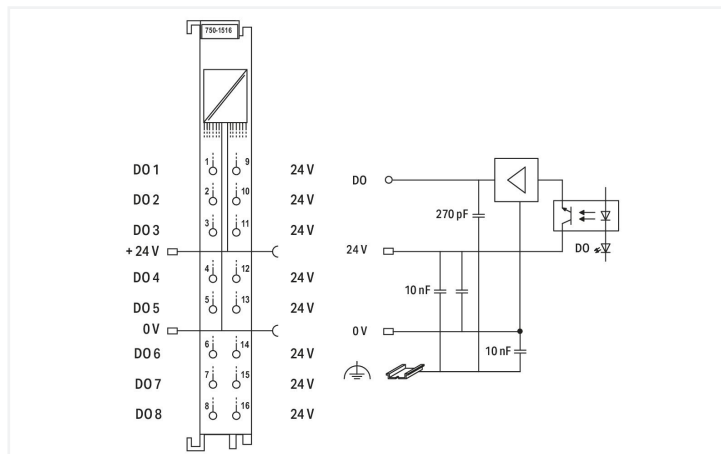 750-1516
DO 1 1 9 24 V
DO 2 2 10 24 V
DO 3 3 11 24 V
+ 24 V
DO 4 4 12 24 V
DO 5 5 13 24 V
0 V
DO 6 6 14 24 V
DO 7 7 15 24 V
DO 8 8 16 24 V
DO
270 pF
24 V
DO
10 nF
0 V
10 nF